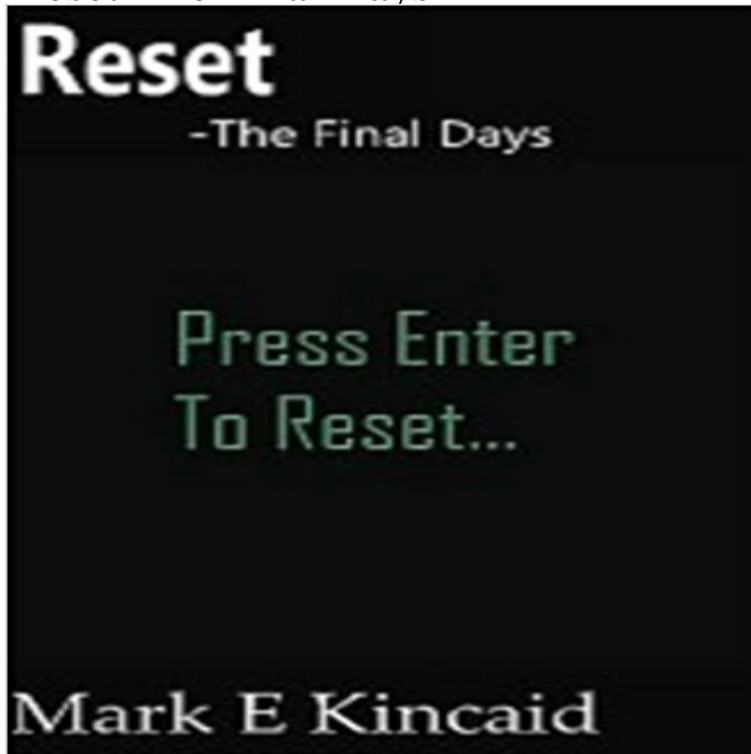 Reset
-The Final Days
Press Enter
To Reset...
Mark E Kincaid